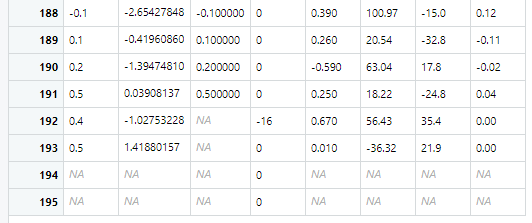 188 -0.1 -2.65427848 -0.100000 0 0.390 100.97 -15.0 0.12
189 0.1 -0.41960860 0.100000 0 0.260 20.54 -32.8 -0.11
190 0.2 -1.39474810 0.200000 0 -0.590 63.04 17.8 -0.02
191 0.5 0.03908137 0.500000 0 0.250 18.22 -24.8 0.04
192 0.4 -1.02753228 NA -16 0.670 56.43 35.4 0.00
193 0.5 1.41880157 NA 0 0.010 -36.32 21.9 0.00
194 NA NA NA 0 NA NA NA NA
195 NA NA NA 0 NA NA NA NA